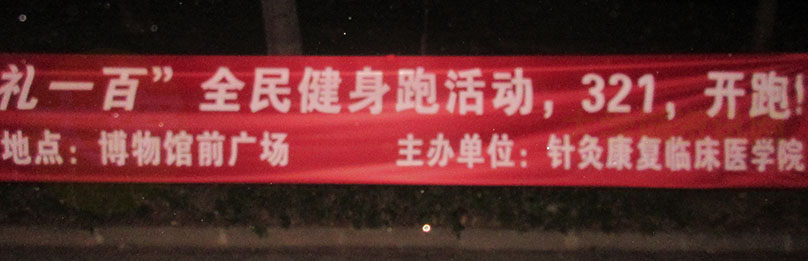 礼一百”全民健身跑活动，321，开跑！
地点：博物馆前广场 主办单位：针灸康复临床医学院